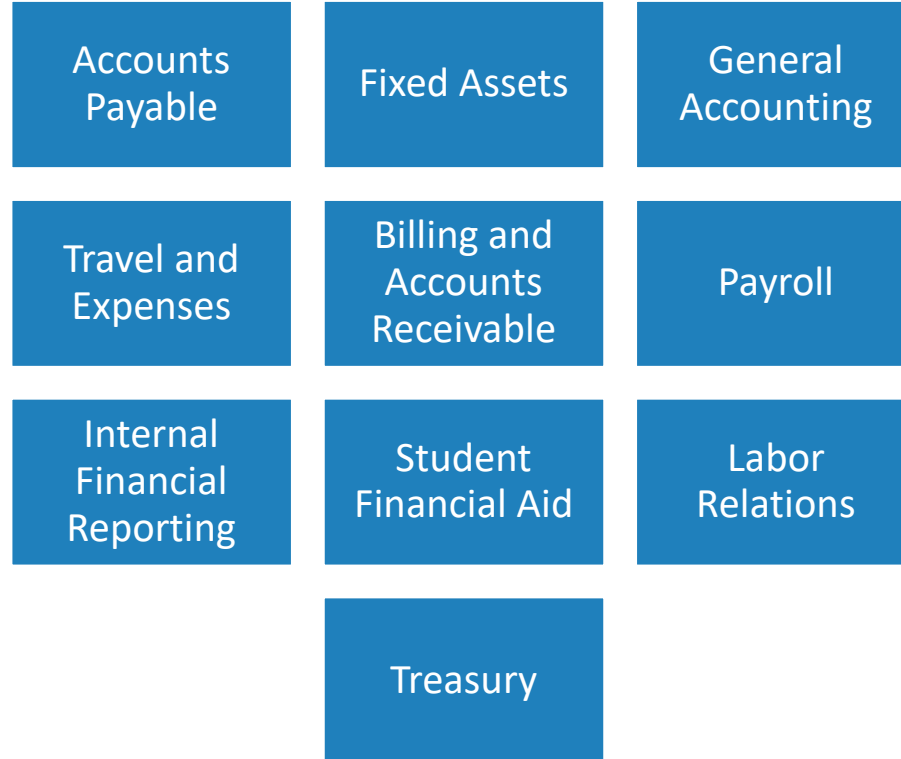 Accounts
Payable
Fixed Assets
General
Accounting
Travel and
Expenses
Billing and
Accounts
Receivable
Payroll
Internal
Financial
Reporting
Student
Financial Aid
Labor
Relations
Treasury